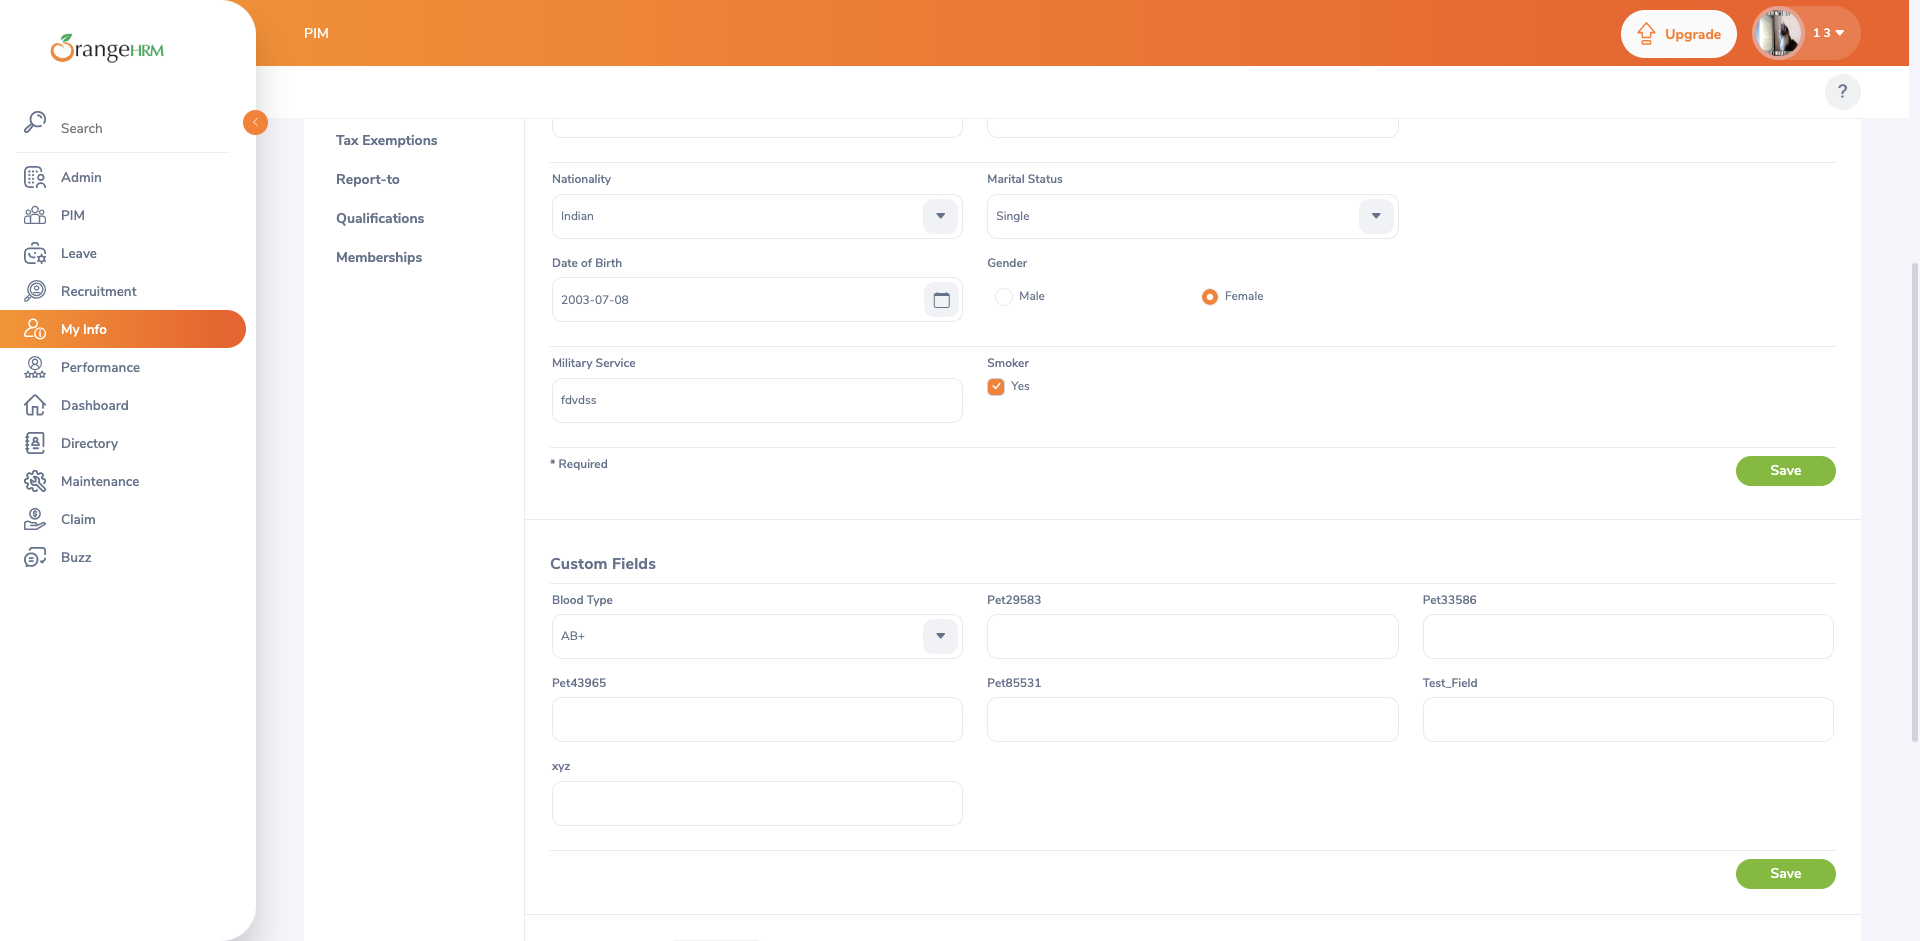 OrangeHRM
PIM
Upgrade
1 3
?
Search
Admin
PIM
Leave
Recruitment
My Info
Performance
Dashboard
Directory
Maintenance
Claim
Buzz
Tax Exemptions
Report-to
Qualifications
Memberships
Nationality
Marital Status
Indian
Single
Date of Birth
Gender
2003-07-08
Male
Female
Military Service
Smoker
fdvdss
Yes
* Required
Save
Custom Fields
Blood Type
Pet29583
Pet33586
AB+
Pet43965
Pet85531
Test_Field
xyz
Save